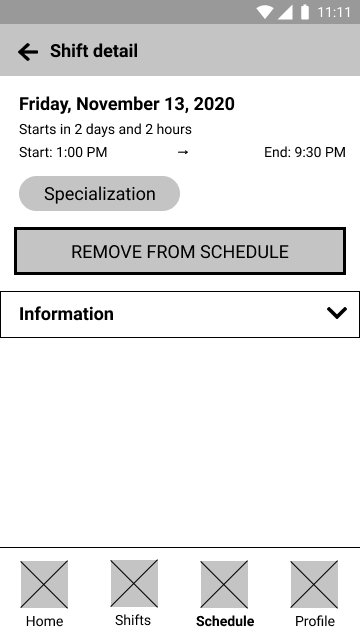 11:11
Shift detail
Friday, November 13, 2020
Starts in 2 days and 2 hours
Start: 1:00 PM → End: 9:30 PM
Specialization
REMOVE FROM SCHEDULE
Information
Home Shifts Schedule Profile